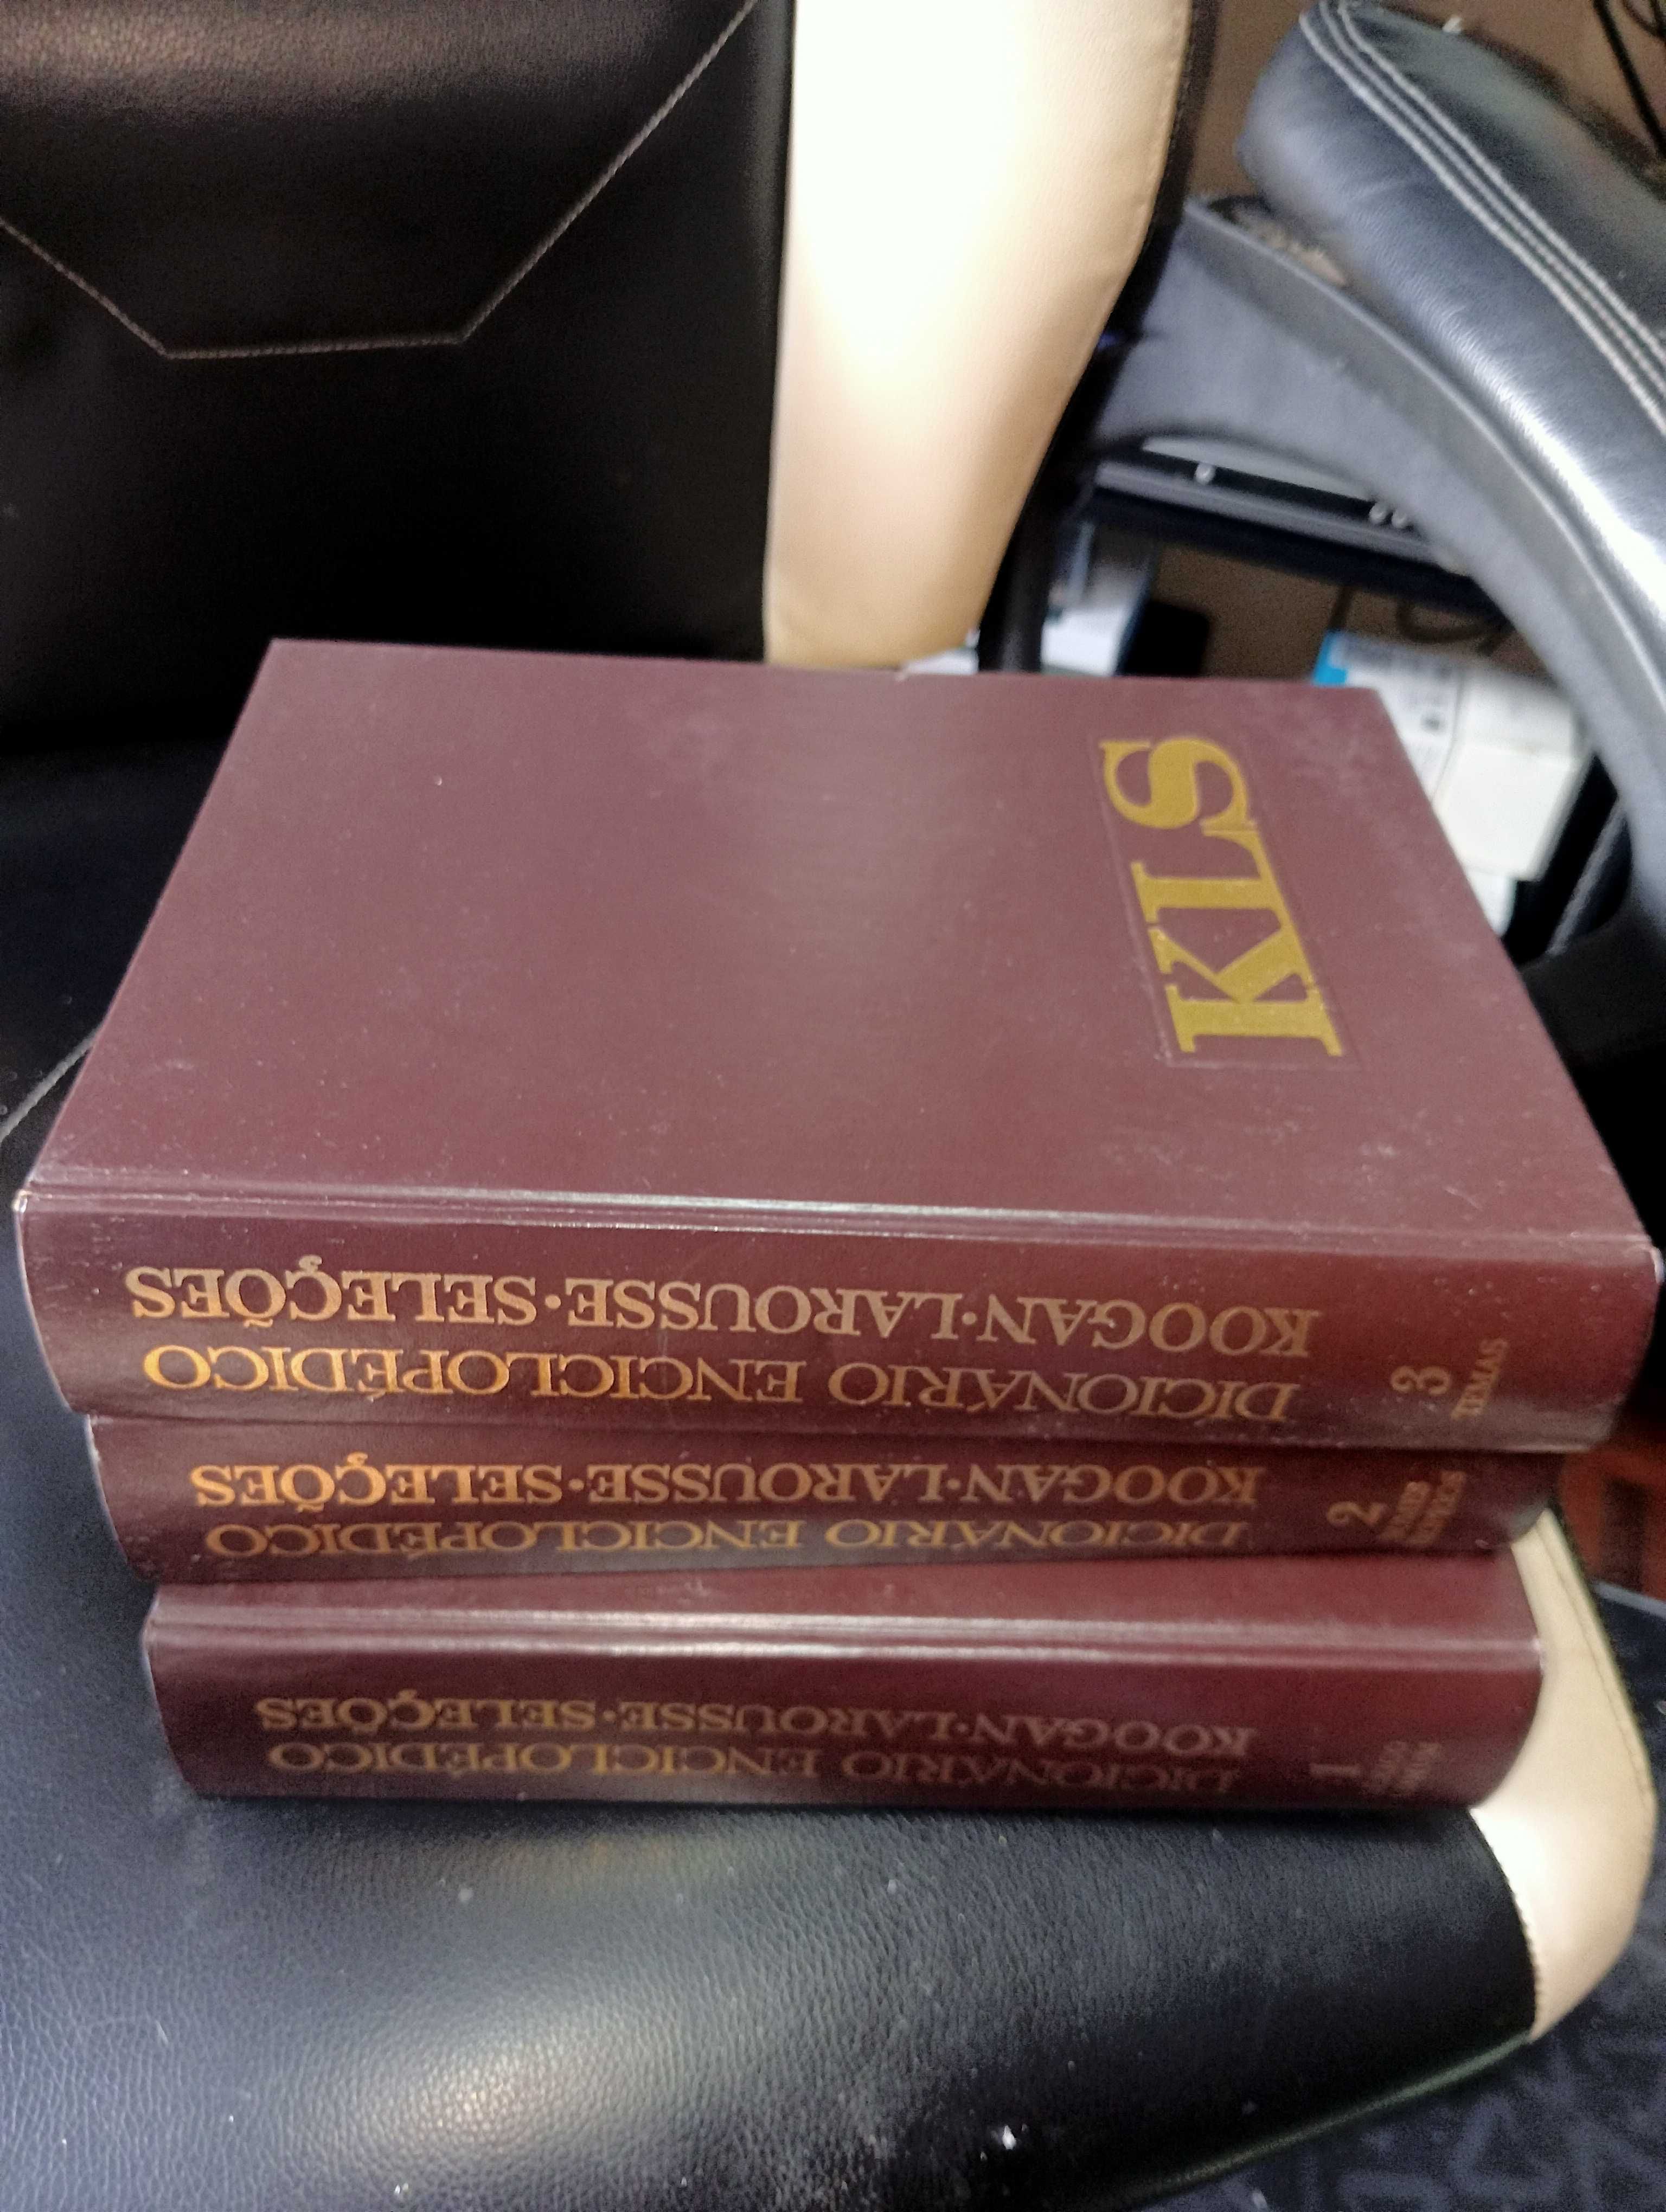 KLS
KOOGAN·LAROUSSE·SELEÇÕES
DICIONÁRIO ENCICLOPÉDICO
3
TEMAS
KOOGAN·LAROUSSE·SELEÇÕES
DICIONÁRIO ENCICLOPÉDICO
2
KOOGAN·LAROUSSE·SELEÇÕES
DICIONÁRIO ENCICLOPÉDICO
1